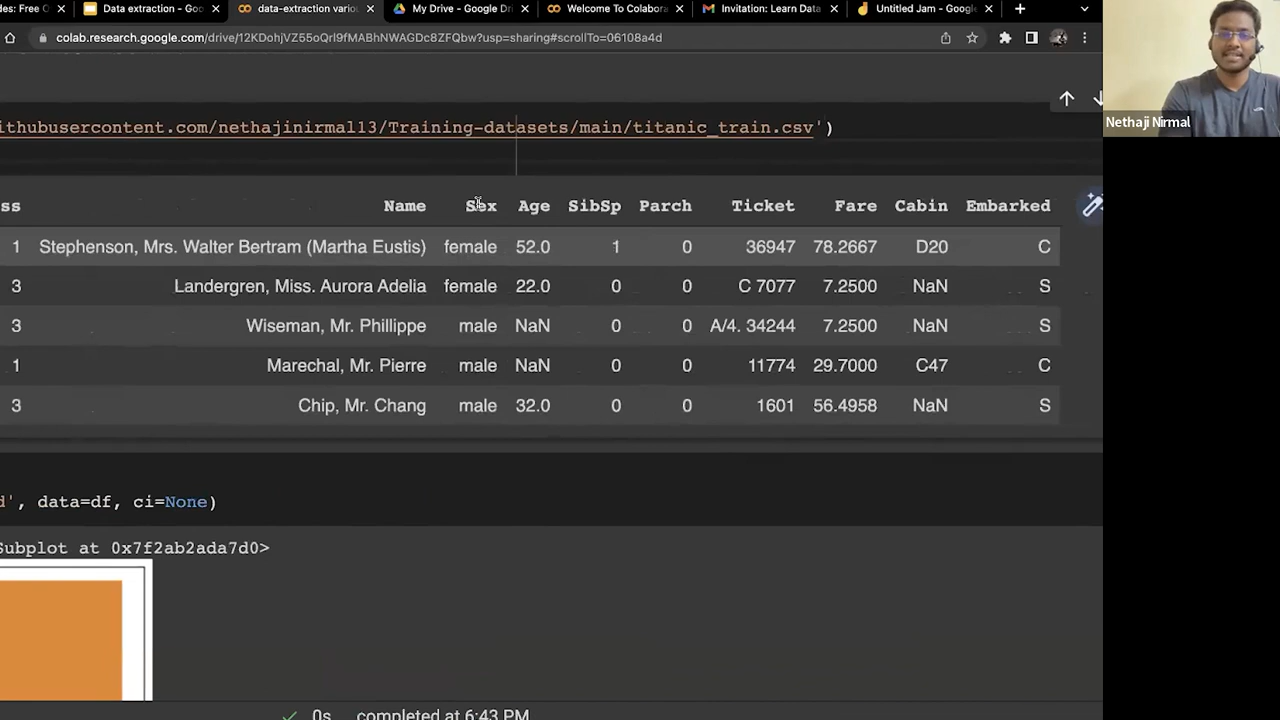 des: Free O
Data extraction - Goo
data-extraction variou
My Drive - Google Dri
Welcome To Colabora
Invitation: Learn Data
Untitled Jam - Google
colab.research.google.com/drive/12KDohjVZ55oQrl9fMABhNWAGDc8ZFQbw?usp=sharing#scrollTo=06108a4d
Nethaji Nirmal
ithubusercontent.com/nethajinirmal13/Training-datasets/main/titanic_train.csv')
ss Name Sex Age SibSp Parch Ticket Fare Cabin Embarked
1 Stephenson, Mrs. Walter Bertram (Martha Eustis) female 52.0 1 0 36947 78.2667 D20 C
3 Landergren, Miss. Aurora Adelia female 22.0 0 0 C 7077 7.2500 NaN S
3 Wiseman, Mr. Phillippe male NaN 0 0 A/4. 34244 7.2500 NaN S
1 Marechal, Mr. Pierre male NaN 0 0 11774 29.7000 C47 C
3 Chip, Mr. Chang male 32.0 0 0 1601 56.4958 NaN S
d', data=df, ci=None)
Subplot at 0x7f2ab2ada7d0>
0s completed at 6:43 PM